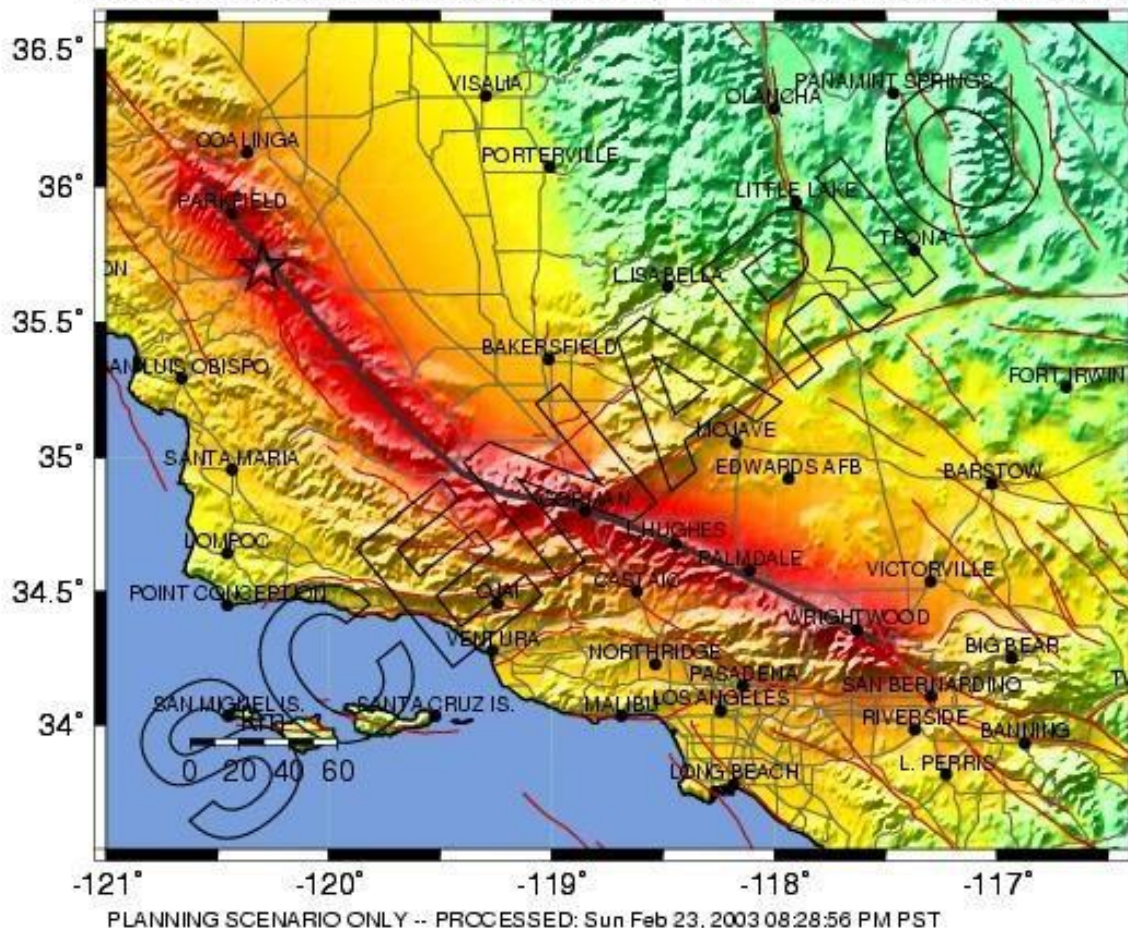 36.5°
VISALIA
PANAMINT SPRINGS
OLANCHA
COALINGA
PORTERVILLE
36°
PARKFIELD
LITTLE LAKE
TRONA
L.ISABELLA
35.5°
BAKERSFIELD
SAN LUIS OBISPO
FORT IRWIN
MOJAVE
35°
SANTA MARIA
EDWARDS AFB
BARSTOW
GORMAN
L.HUGHES
LOMPOC
PALMDALE
VICTORVILLE
34.5°
POINT CONCEPTION
OJAI
CASTAIC
WRIGHTWOOD
VENTURA
NORTHRIDGE
BIG BEAR
PASADENA
SAN BERNARDINO
SAN MIGUEL IS.
SANTA CRUZ IS.
MALIBU
LOS ANGELES
34°
km
RIVERSIDE
BANNING
0 20 40 60
LONG BEACH
L. PERRIS
SCENARIO
-121° -120° -119° -118° -117°
PLANNING SCENARIO ONLY -- PROCESSED: Sun Feb 23, 2003 08:28:56 PM PST